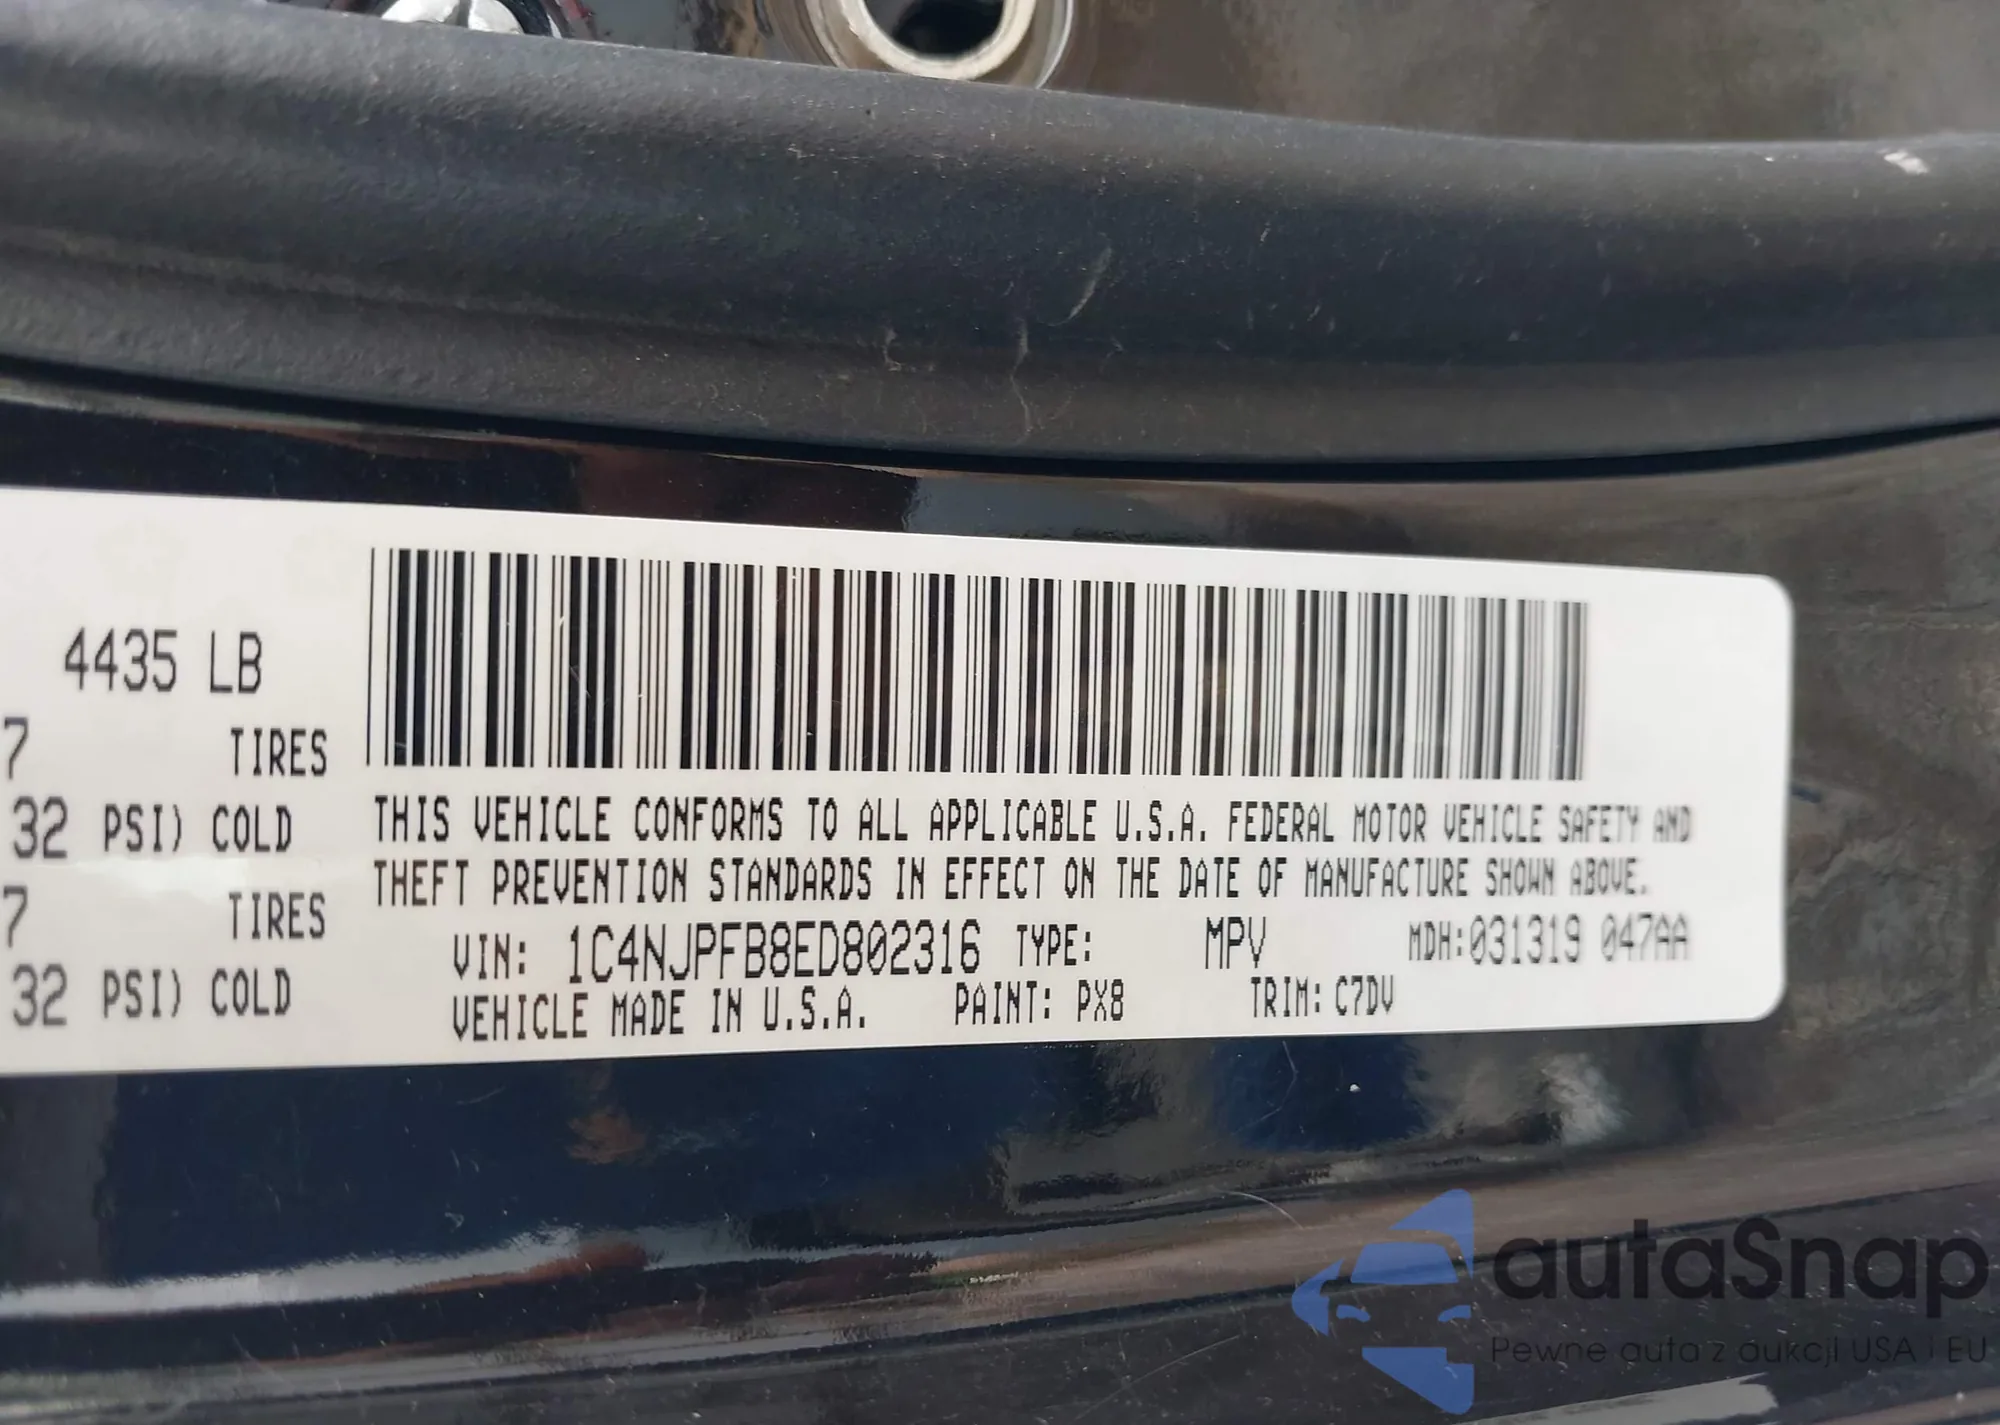 4435 LB
7 TIRES
32 PSI) COLD
7 TIRES
32 PSI) COLD
THIS VEHICLE CONFORMS TO ALL APPLICABLE U.S.A. FEDERAL MOTOR VEHICLE SAFETY AND
THEFT PREVENTION STANDARDS IN EFFECT ON THE DATE OF MANUFACTURE SHOWN ABOVE.
VIN: 1C4NJPFB8ED802316 TYPE: MPV MDH:031319 047AA
VEHICLE MADE IN U.S.A. PAINT: PX8 TRIM: C7DV
autaSnap
Pewne auta z aukcji USA i EU